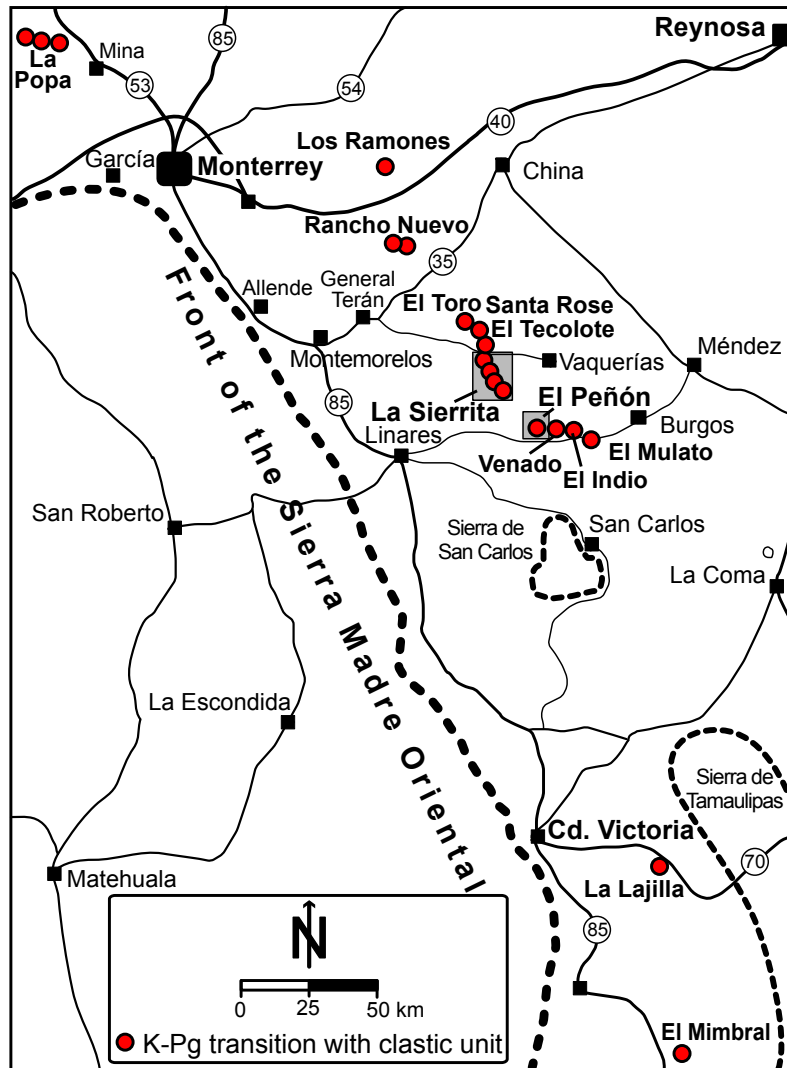 Reynosa
85
La
Popa
Mina
53
54
40
Los Ramones
García
Monterrey
China
Rancho Nuevo
35
Allende
General
Terán
El Toro
Santa Rose
El Tecolote
Montemorelos
Vaquerías
Méndez
85
La Sierrita
El Peñón
Burgos
Linares
Venado
El Mulato
El Indio
San Roberto
Sierra de
San Carlos
San Carlos
La Coma
Front of the Sierra Madre Oriental
La Escondida
Sierra de
Tamaulipas
Cd. Victoria
70
Matehuala
La Lajilla
N
85
0 25 50 km
K-Pg transition with clastic unit
El Mimbral